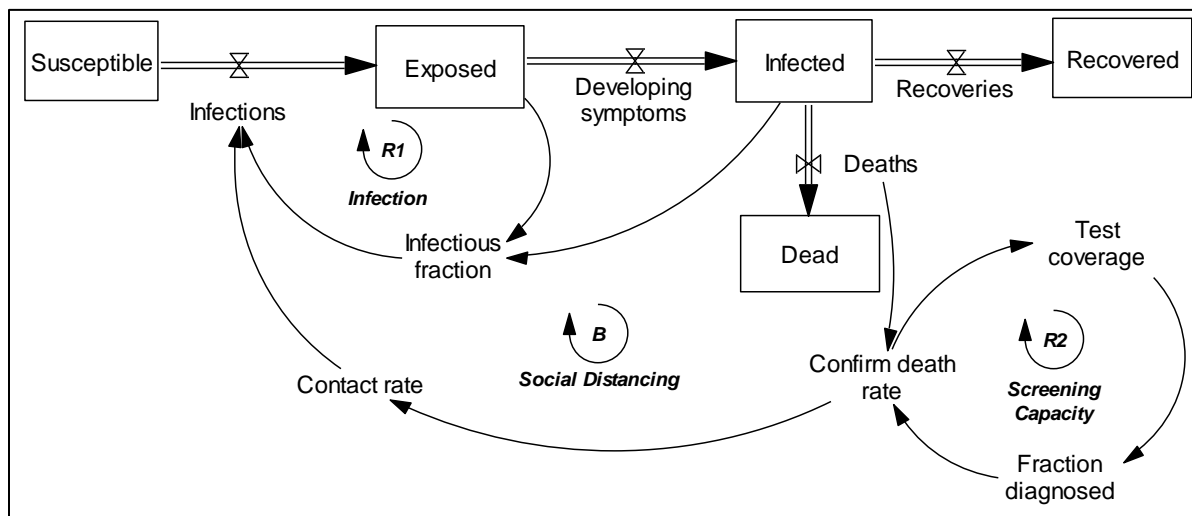 Susceptible
Exposed
Infected
Recovered
Infections
Developing
symptoms
Recoveries
R1
Infection
Deaths
Infectious
fraction
Dead
Test
coverage
B
Social Distancing
Contact rate
Confirm death
rate
R2
Screening
Capacity
Fraction
diagnosed